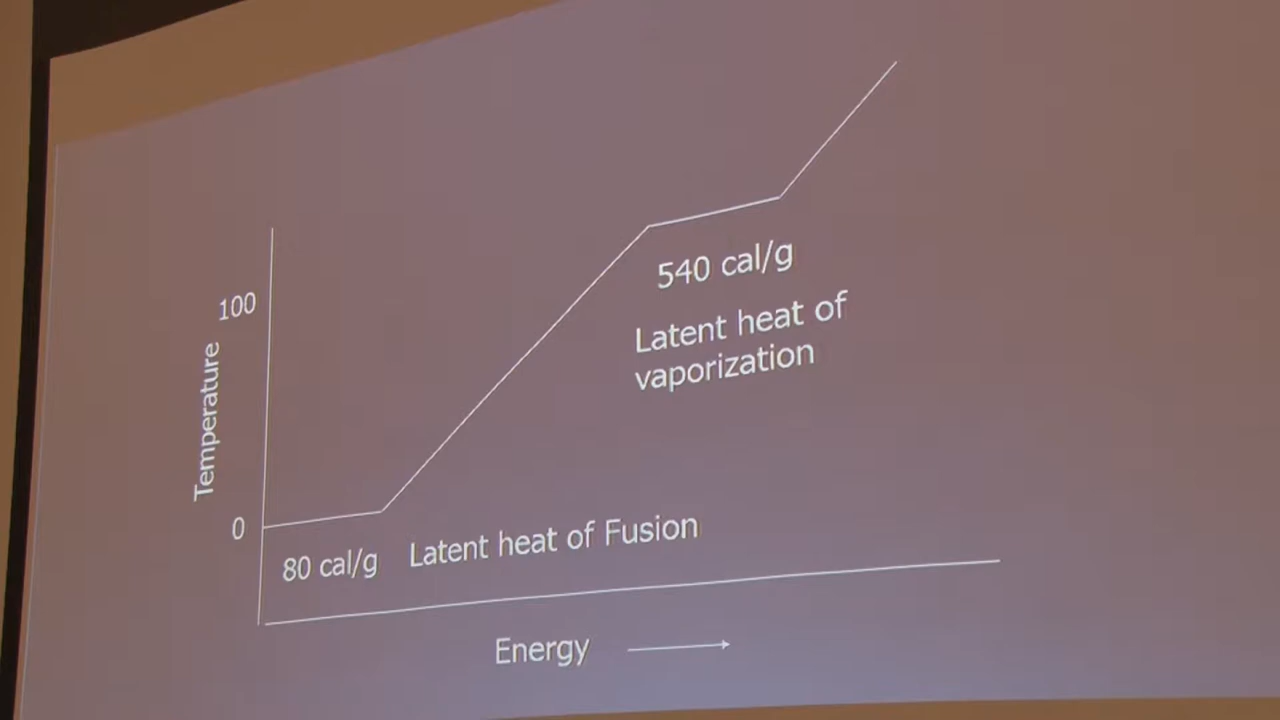 100
Temperature
0
540 cal/g
Latent heat of
vaporization
80 cal/g Latent heat of Fusion
Energy